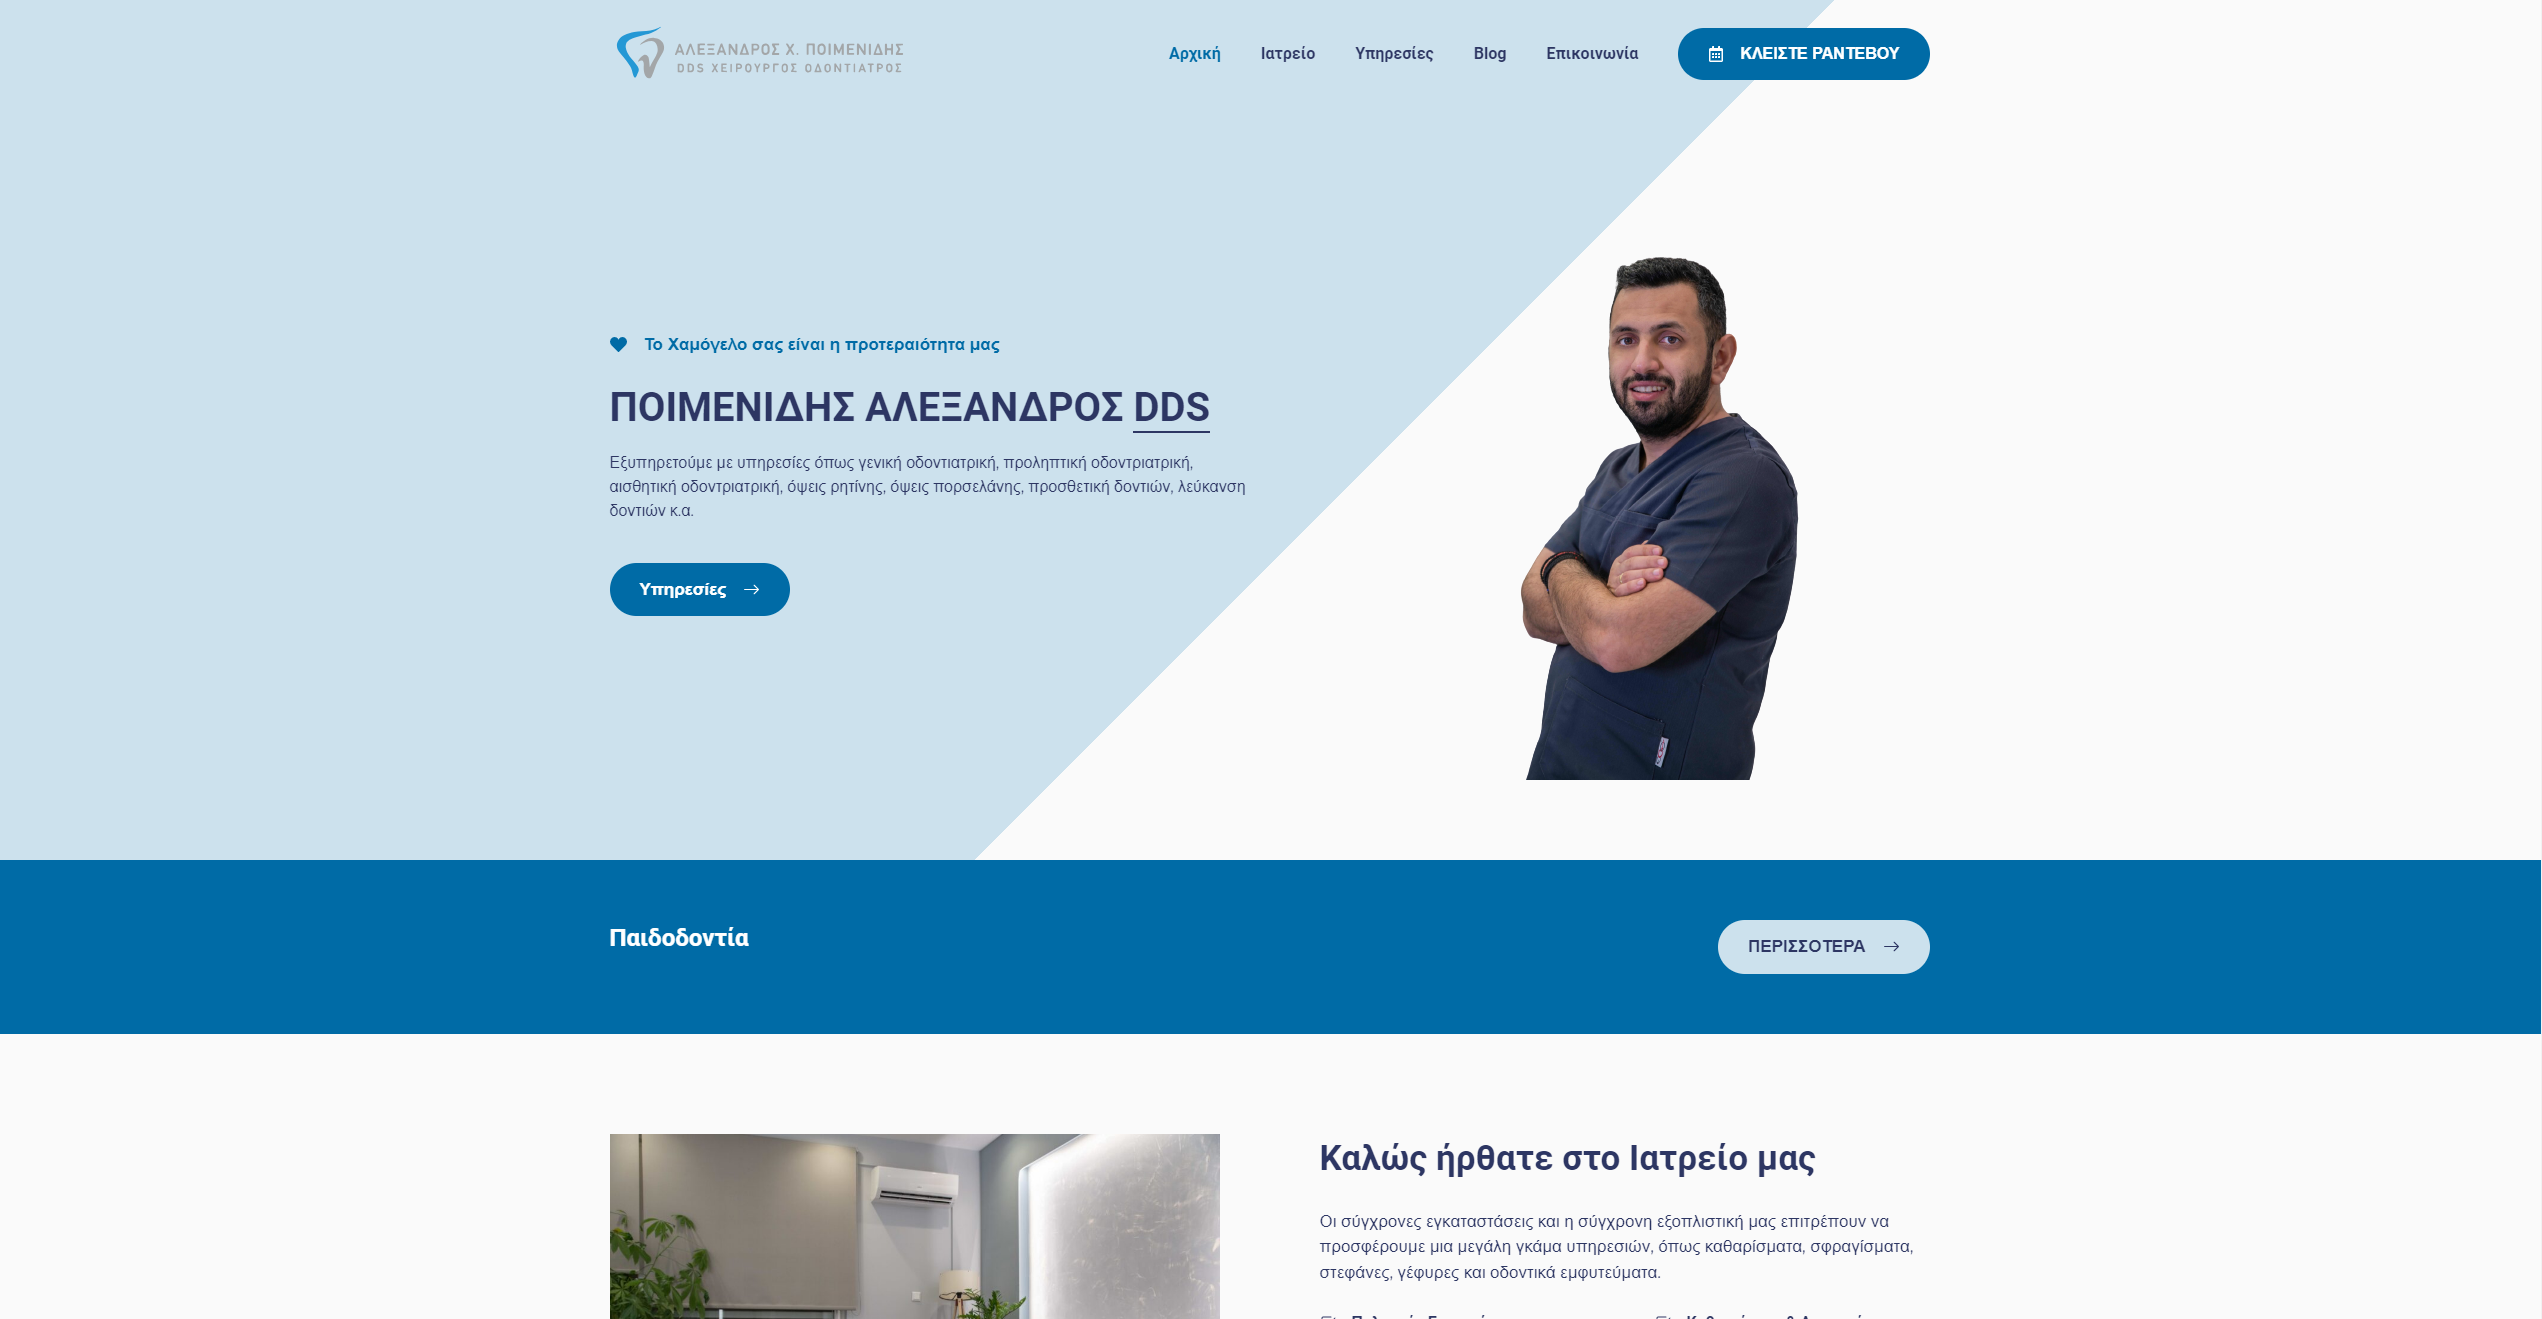 ΑΛΕΞΑΝΔΡΟΣ Χ. ΠΟΙΜΕΝΙΔΗΣ
DDS ΧΕΙΡΟΥΡΓΟΣ ΟΔΟΝΤΙΑΤΡΟΣ
Αρχική
Ιατρείο
Υπηρεσίες
Blog
Επικοινωνία
ΚΛΕΙΣΤΕ ΡΑΝΤΕΒΟΥ
Το Χαμόγελο σας είναι η προτεραιότητα μας
ΠΟΙΜΕΝΙΔΗΣ ΑΛΕΞΑΝΔΡΟΣ DDS
Εξυπηρετούμε με υπηρεσίες όπως γενική οδοντιατρική, προληπτική οδοντριατρική,
αισθητική οδοντριατρική, όψεις ρητίνης, όψεις πορσελάνης, προσθετική δοντιών, λεύκανση
δοντιών κ.α.
Υπηρεσίες
Παιδοδοντία
ΠΕΡΙΣΣΟΤΕΡΑ
Καλώς ήρθατε στο Ιατρείο μας
Οι σύγχρονες εγκαταστάσεις και η σύγχρονη εξοπλιστική μας επιτρέπουν να
προσφέρουμε μια μεγάλη γκάμα υπηρεσιών, όπως καθαρίσματα, σφραγίσματα,
στεφάνες, γέφυρες και οδοντικά εμφυτεύματα.